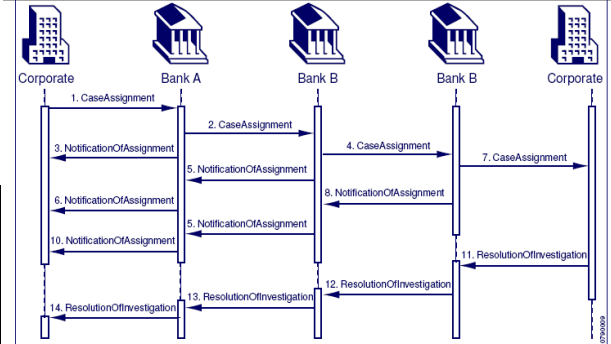 Corporate Bank A Bank B Bank B Corporate
1. CaseAssignment
2. CaseAssignment
3. NotificationOfAssignment
4. CaseAssignment
7. CaseAssignment
5. NotificationOfAssignment
8. NotificationOfAssignment
6. NotificationOfAssignment
5. NotificationOfAssignment
10. NotificationOfAssignment
11. ResolutionOfInvestigation
12. ResolutionOfInvestigation
13. ResolutionOfInvestigation
14. ResolutionOfInvestigation